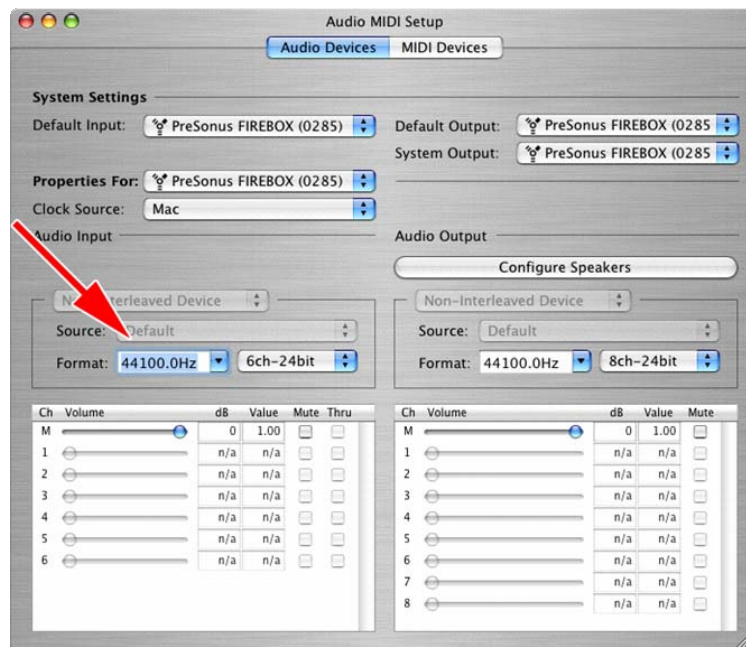 Audio MIDI Setup
Audio Devices MIDI Devices
System Settings
Default Input: PreSonus FIREBOX (0285)
Default Output: PreSonus FIREBOX (0285
System Output: PreSonus FIREBOX (0285
Properties For: PreSonus FIREBOX (0285)
Clock Source: Mac
Audio Input
Audio Output
Configure Speakers
Non-Interleaved Device
Source: Default
Format: 44100.0Hz 6ch-24bit
Non-Interleaved Device
Source: Default
Format: 44100.0Hz 8ch-24bit
Ch Volume dB Value Mute Thru
M 0 1.00
1 n/a n/a
2 n/a n/a
3 n/a n/a
4 n/a n/a
5 n/a n/a
6 n/a n/a
Ch Volume dB Value Mute
M 0 1.00
1 n/a n/a
2 n/a n/a
3 n/a n/a
4 n/a n/a
5 n/a n/a
6 n/a n/a
7 n/a n/a
8 n/a n/a